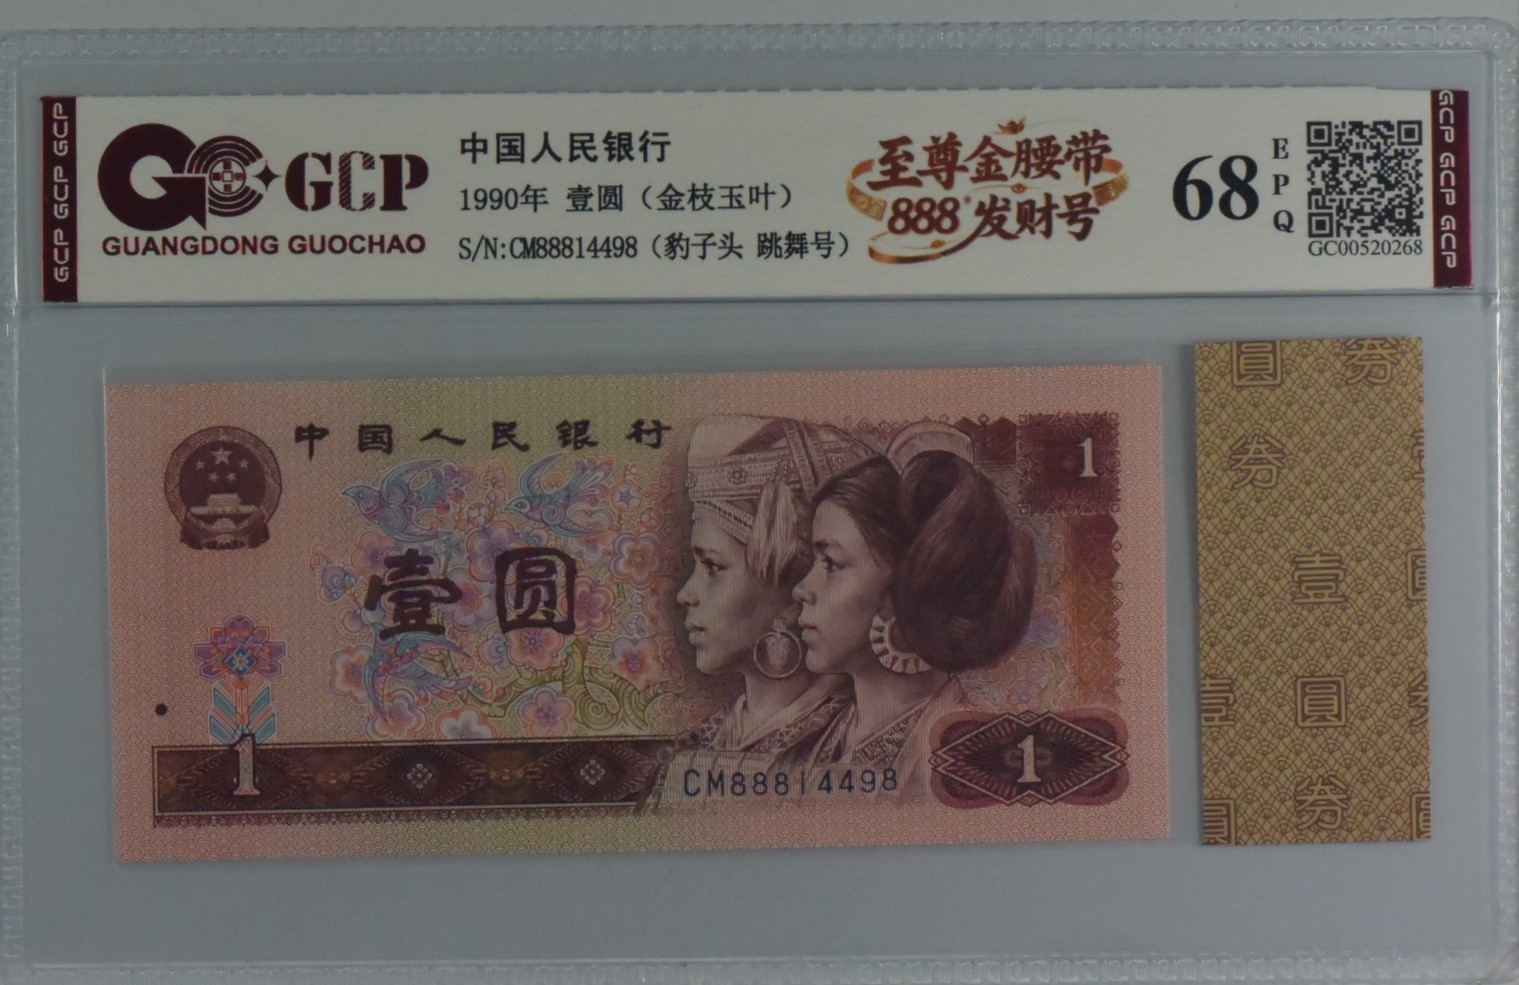 GCP GCP GCP
GCP
GUANGDONG GUOCHAO
中国人民银行
1990年 壹圆（金枝玉叶）
S/N:CM88814498（豹子头 跳舞号）
至尊金腰带
888发财号
68
EPQ
GC00520268
GCP GCP GCP
中国人民银行
1
壹圆
1
CM88814498
1
圓 券
券
壹
壹 圓
圓 券